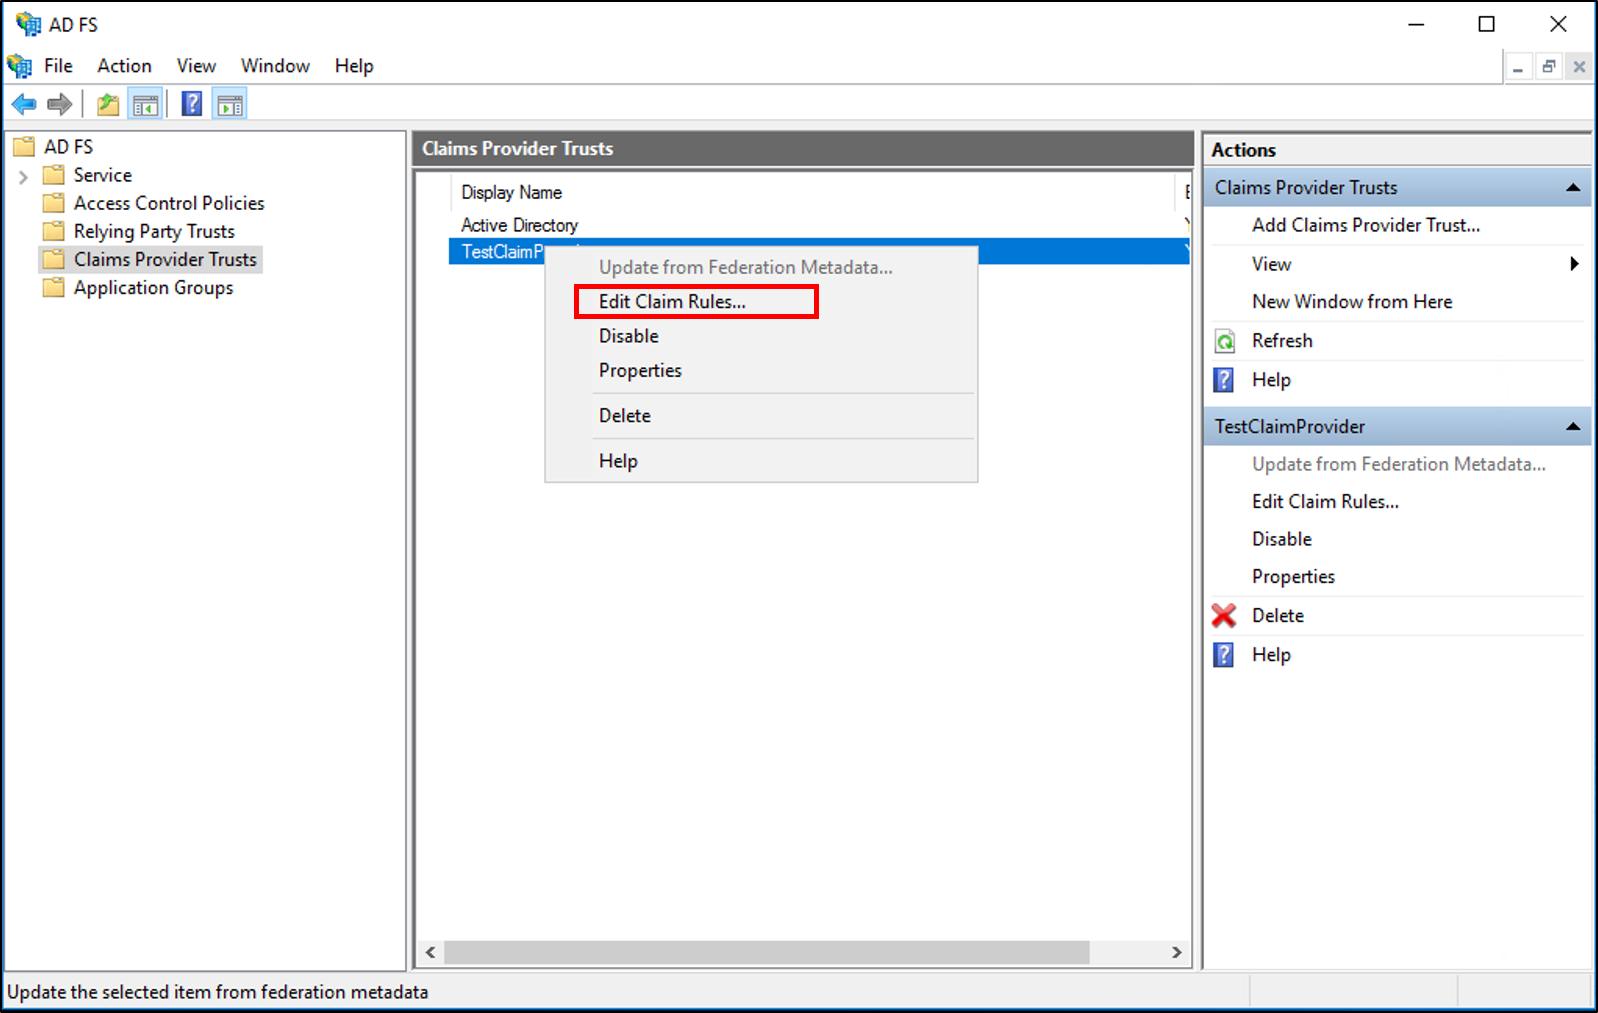 AD FS
File Action View Window Help
AD FS
Service
Access Control Policies
Relying Party Trusts
Claims Provider Trusts
Application Groups
Claims Provider Trusts
Display Name
Active Directory
TestClaimP
Update from Federation Metadata...
Edit Claim Rules...
Disable
Properties
Delete
Help
Actions
Claims Provider Trusts
Add Claims Provider Trust...
View
New Window from Here
Refresh
Help
TestClaimProvider
Update from Federation Metadata...
Edit Claim Rules...
Disable
Properties
Delete
Help
Update the selected item from federation metadata